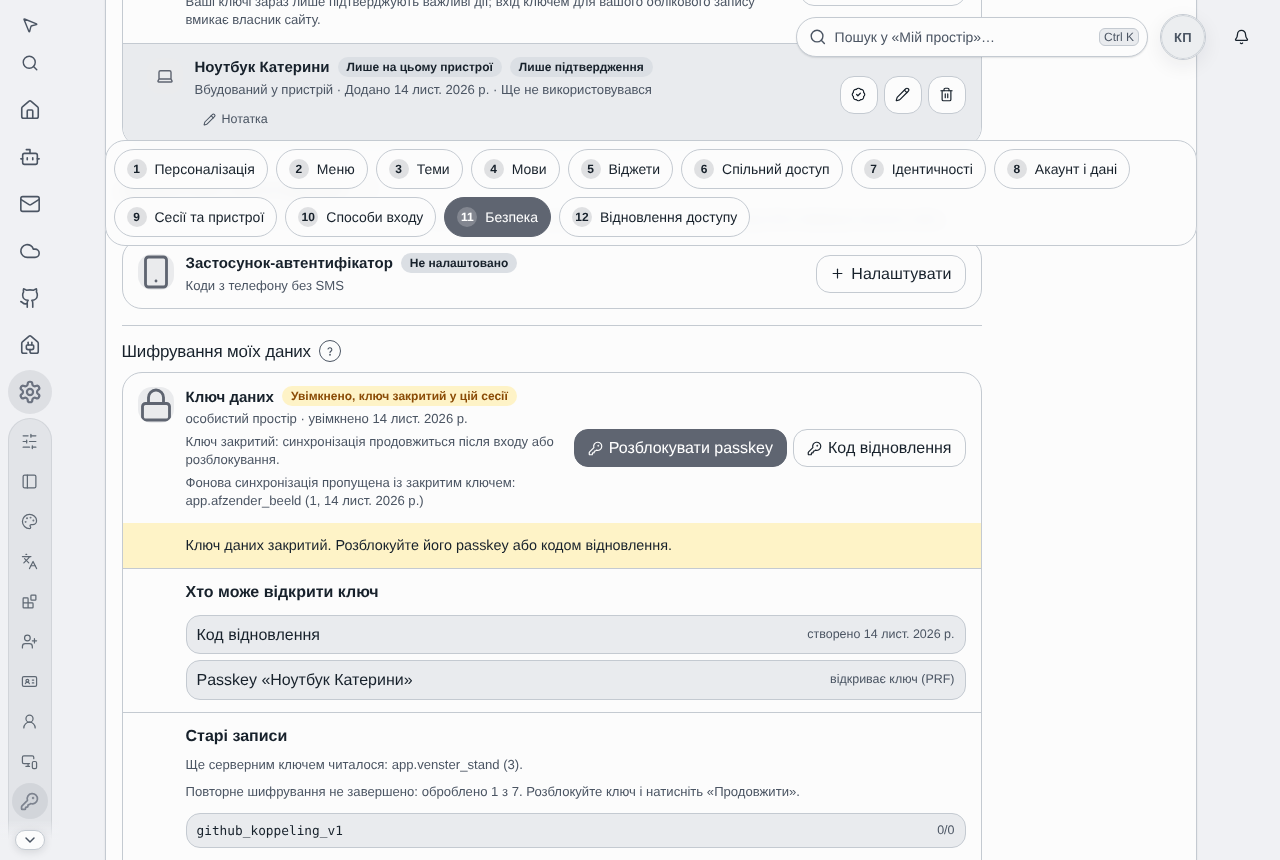 Ваші ключі зараз лише підтверджують важливі дії; вхід ключем для вашого облікового запису
вмикає власник сайту.
Пошук у «Мій простір»…
Ctrl K
КП
Ноутбук Катерини
Лише на цьому пристрої
Лише підтвердження
Вбудований у пристрій · Додано 14 лист. 2026 р. · Ще не використовувався
Нотатка
1 Персоналізація
2 Меню
3 Теми
4 Мови
5 Віджети
6 Спільний доступ
7 Ідентичності
8 Акаунт і дані
9 Сесії та пристрої
10 Способи входу
11 Безпека
12 Відновлення доступу
Застосунок-автентифікатор
Не налаштовано
Коди з телефону без SMS
Налаштувати
Шифрування моїх даних
?
Ключ даних
Увімкнено, ключ закритий у цій сесії
особистий простір · увімкнено 14 лист. 2026 р.
Ключ закритий: синхронізація продовжиться після входу або
розблокування.
Фонова синхронізація пропущена із закритим ключем:
app.afzender_beeld (1, 14 лист. 2026 р.)
Розблокувати passkey
Код відновлення
Ключ даних закритий. Розблокуйте його passkey або кодом відновлення.
Хто може відкрити ключ
Код відновлення
створено 14 лист. 2026 р.
Passkey «Ноутбук Катерини»
відкриває ключ (PRF)
Старі записи
Ще серверним ключем читалося: app.venster_stand (3).
Повторне шифрування не завершено: оброблено 1 з 7. Розблокуйте ключ і натисніть «Продовжити».
github_koppeling_v1
0/0